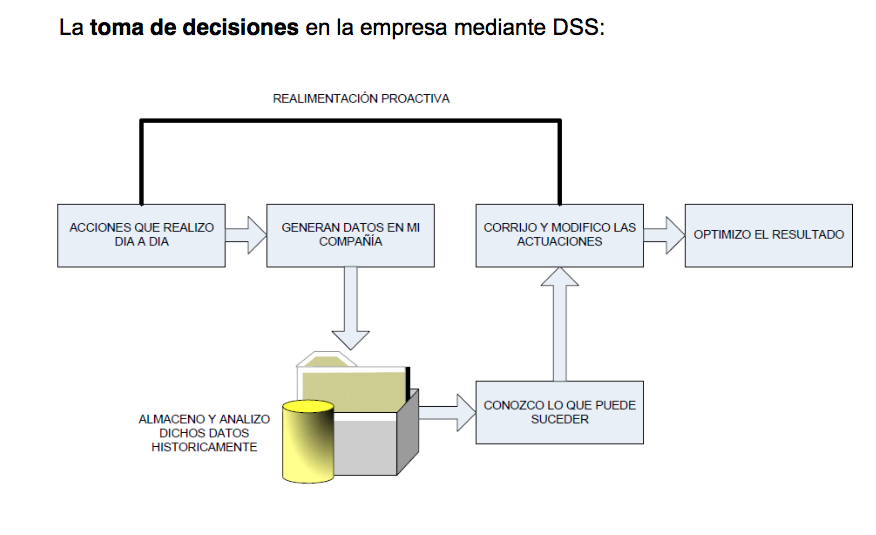 La toma de decisiones en la empresa mediante DSS:
REALIMENTACIÓN PROACTIVA
ACCIONES QUE REALIZO
DIA A DIA
GENERAN DATOS EN MI
COMPAÑÍA
CORRIJO Y MODIFICO LAS
ACTUACIONES
OPTIMIZO EL RESULTADO
ALMACENO Y ANALIZO
DICHOS DATOS
HISTORICAMENTE
CONOZCO LO QUE PUEDE
SUCEDER